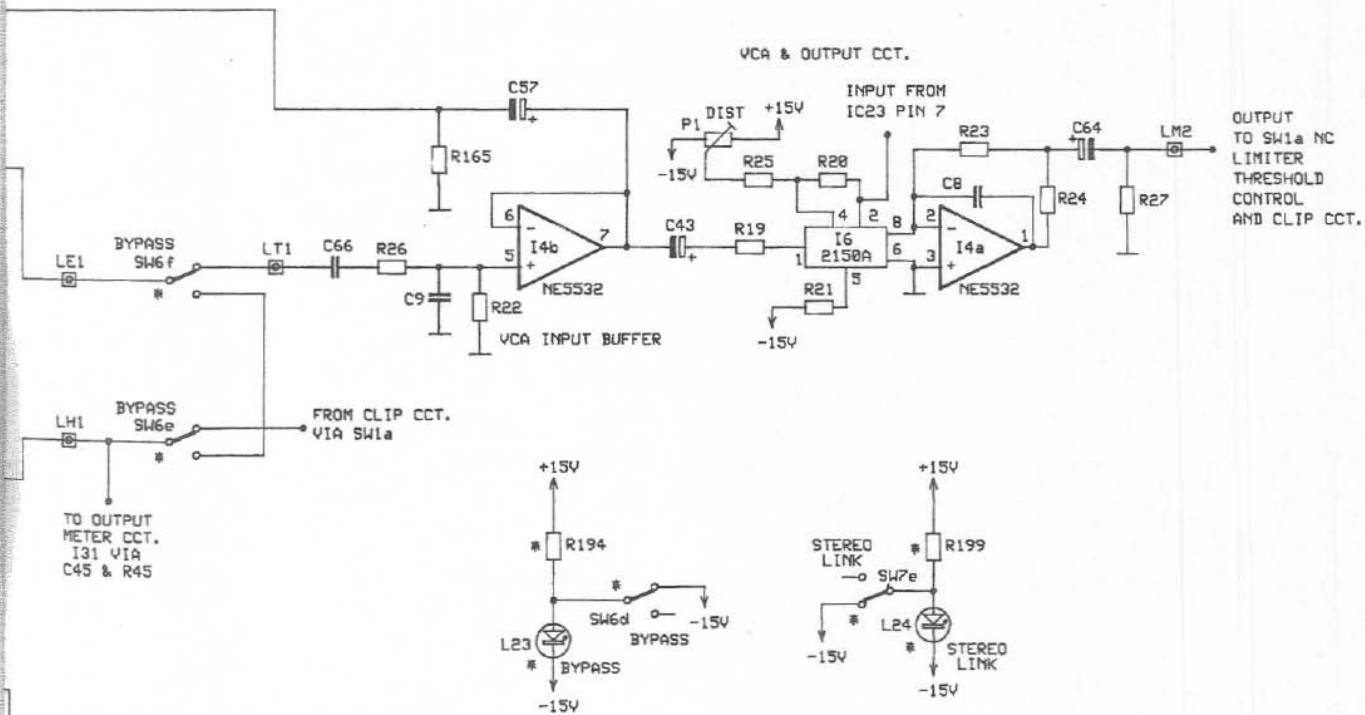 VCA & OUTPUT CCT.
C57
INPUT FROM
IC23 PIN 7
DIST
+15V
P1
-15V
R165
R25
R20
R23
C64
LM2
OUTPUT
TO SW1a NC
LIMITER
THRESHOLD
CONTROL
AND CLIP CCT.
C8
R24
R27
BYPASS
SW6f
LE1
*
LT1
C66
R26
C9
R22
6
-
5
+
I4b
7
NE5532
VCA INPUT BUFFER
C43
+
R19
1
4
2
I6
2150A
8
6
5
R21
-15V
2
-
3
+
I4a
1
NE5532
+
+
BYPASS
SW6e
LH1
*
FROM CLIP CCT.
VIA SW1a
TO OUTPUT
METER CCT.
I31 VIA
C45 & R45
+15V
* R194
*
SW6d
BYPASS
-15V
L23
*
BYPASS
-15V
+15V
* R199
STEREO
LINK
SW7e
*
-15V
L24
*
STEREO
LINK
-15V